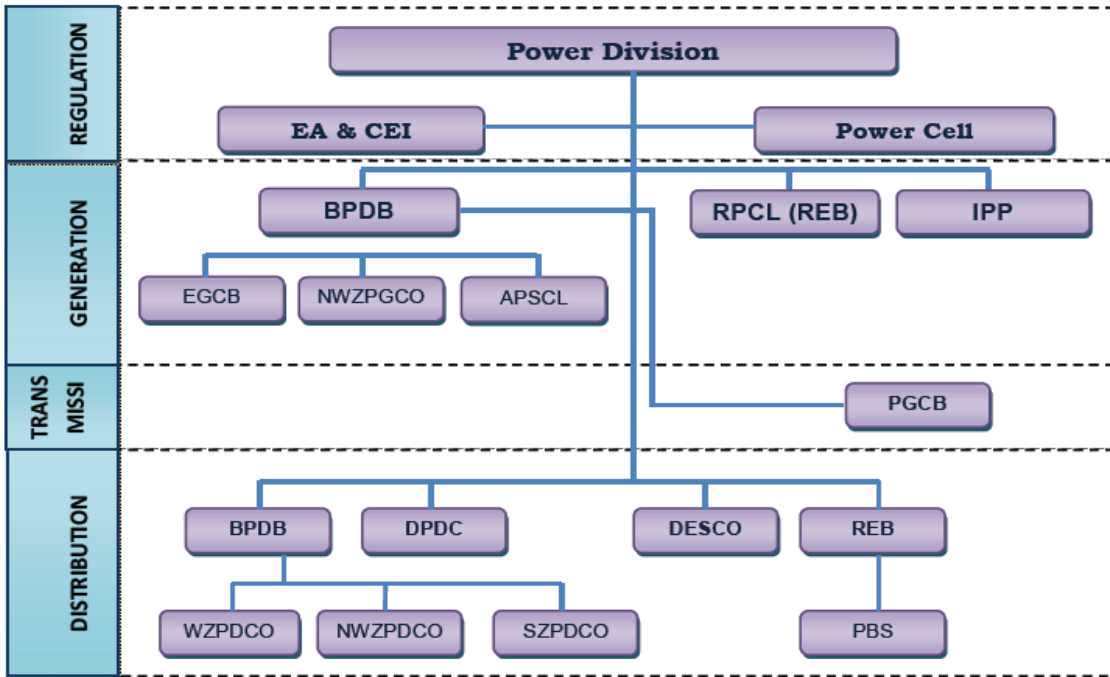 REGULATION
Power Division
EA & CEI
Power Cell
GENERATION
BPDB
RPCL (REB)
IPP
EGCB
NWZPGCO
APSCL
TRANS
MISSI
PGCB
DISTRIBUTION
BPDB
DPDC
DESCO
REB
WZPDCO
NWZPDCO
SZPDCO
PBS